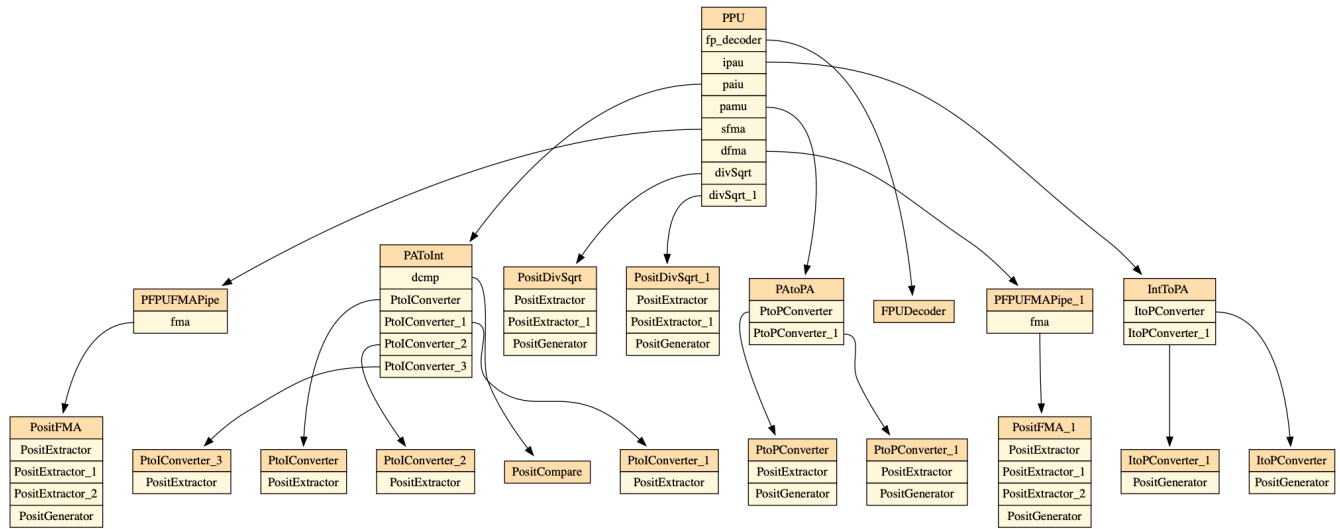 PPU
fp_decoder
ipau
paiu
pamu
sfma
dfma
divSqrt
divSqrt_1
PFPUFMAPipe
fma
PAToInt
dcmp
PtoIConverter
PtoIConverter_1
PtoIConverter_2
PtoIConverter_3
PositDivSqrt
PositExtractor
PositExtractor_1
PositGenerator
PositDivSqrt_1
PositExtractor
PositExtractor_1
PositGenerator
PAtoPA
PtoPConverter
PtoPConverter_1
FPUDecoder
PFPUFMAPipe_1
fma
IntToPA
ItoPConverter
ItoPConverter_1
PositFMA
PositExtractor
PositExtractor_1
PositExtractor_2
PositGenerator
PtoIConverter_3
PositExtractor
PtoIConverter
PositExtractor
PtoIConverter_2
PositExtractor
PositCompare
PtoIConverter_1
PositExtractor
PtoPConverter
PositExtractor
PositGenerator
PtoPConverter_1
PositExtractor
PositGenerator
PositFMA_1
PositExtractor
PositExtractor_1
PositExtractor_2
PositGenerator
ItoPConverter_1
PositGenerator
ItoPConverter
PositGenerator